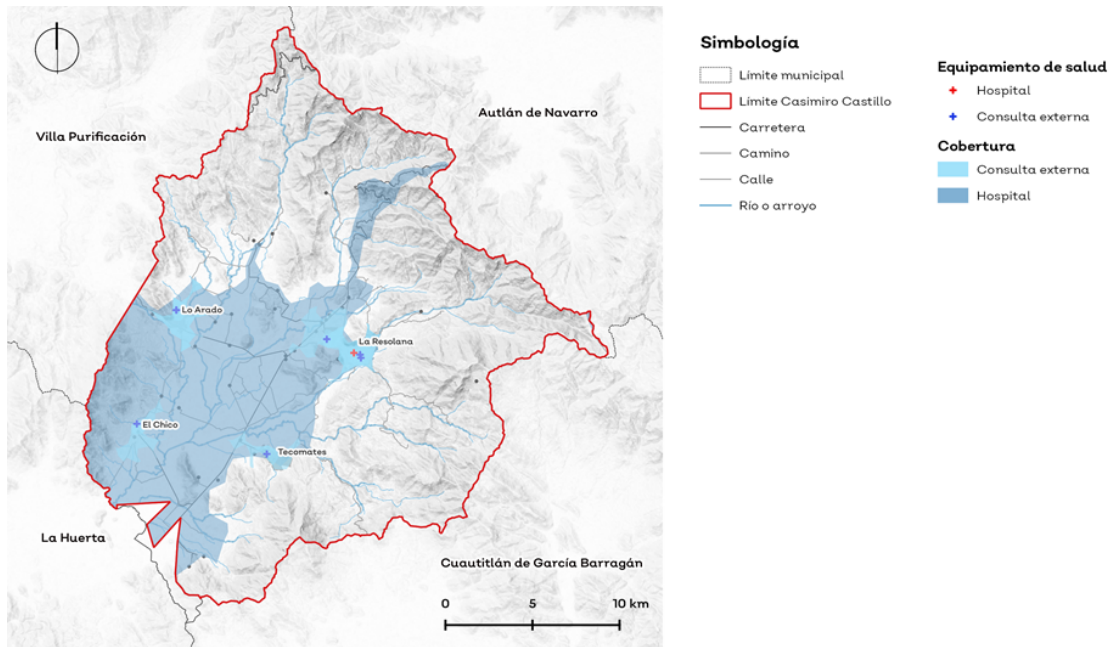 Villa Purificación
Autlán de Navarro
Lo Arado
La Resolana
El Chico
Tecomates
La Huerta
Cuautitlán de García Barragán
0 5 10 km
Simbología
Límite municipal
Límite Casimiro Castillo
Carretera
Camino
Calle
Río o arroyo
Equipamiento de salud
Hospital
Consulta externa
Cobertura
Consulta externa
Hospital